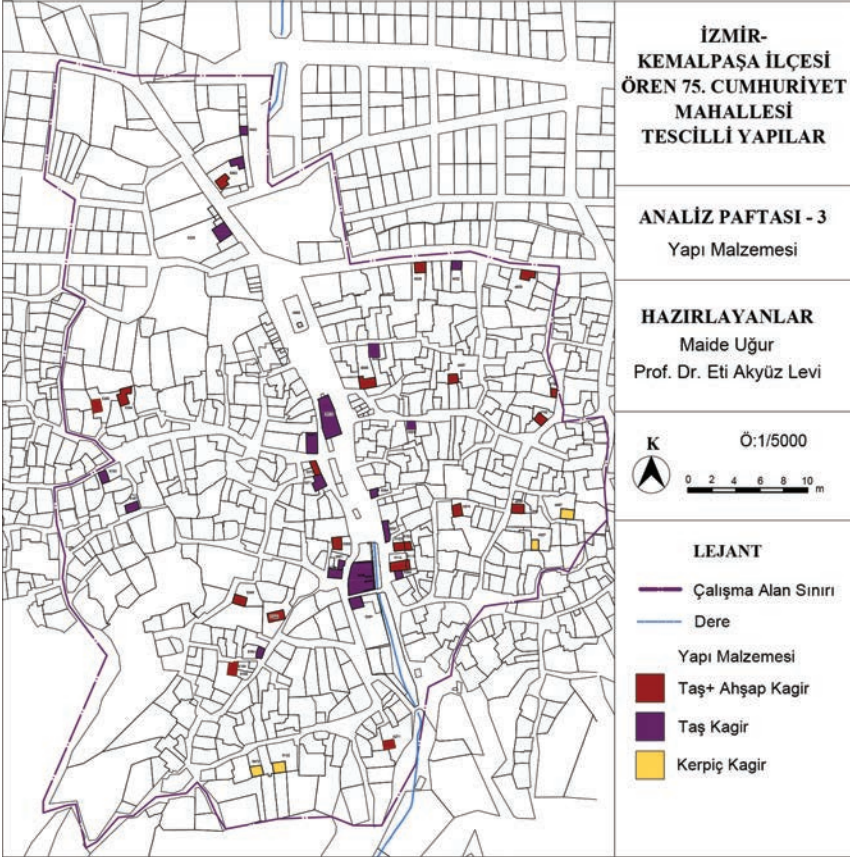 İZMİR-
KEMALPAŞA İLÇESİ
ÖREN 75. CUMHURİYET
MAHALLESİ
TESCİLLİ YAPILAR
ANALİZ PAFTASI - 3
Yapı Malzemesi
HAZIRLAYANLAR
Maide Uğur
Prof. Dr. Eti Akyüz Levi
K
Ö:1/5000
0 2 4 6 8 10 m
LEJANT
Çalışma Alan Sınırı
Dere
Yapı Malzemesi
Taş+ Ahşap Kagir
Taş Kagir
Kerpiç Kagir